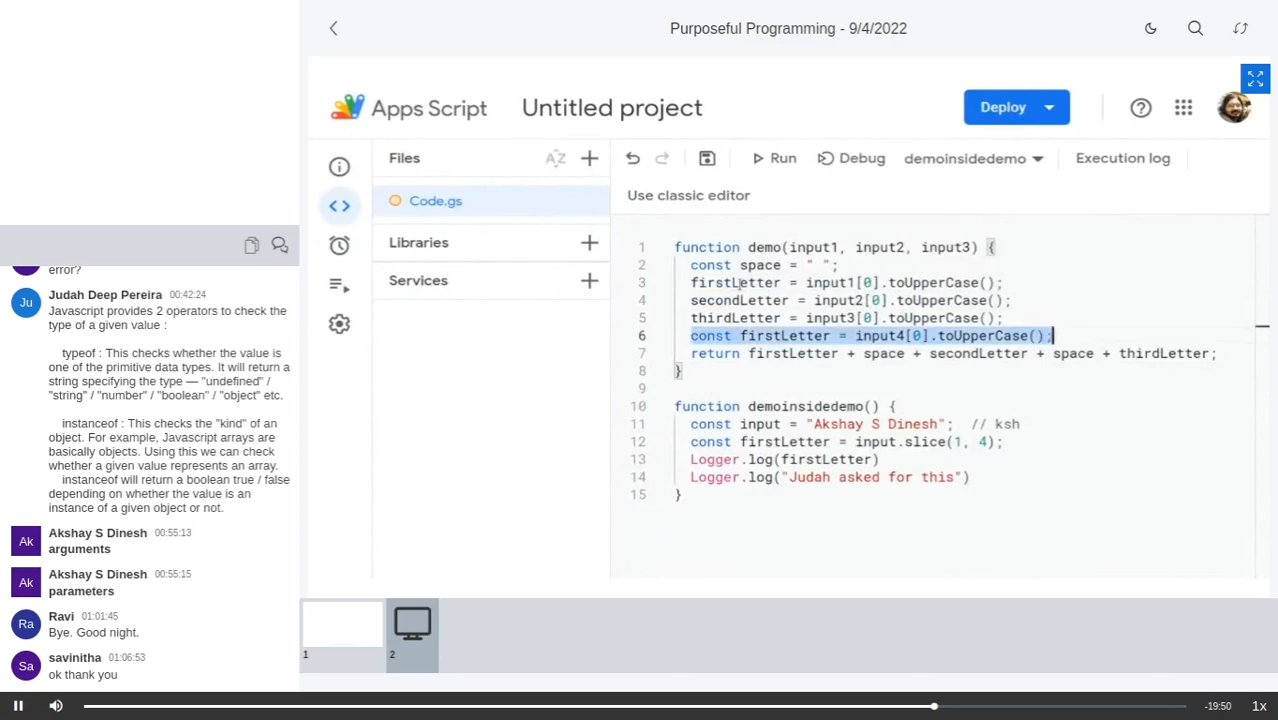 Purposeful Programming - 9/4/2022
error?
Ju
Judah Deep Pereira 00:42:24
Javascript provides 2 operators to check the
type of a given value :
typeof : This checks whether the value is
one of the primitive data types. It will return a
string specifying the type — "undefined" /
"string" / "number" / "boolean" / "object" etc.
instanceof : This checks the "kind" of an
object. For example, Javascript arrays are
basically objects. Using this we can check
whether a given value represents an array.
instanceof will return a boolean true / false
depending on whether the value is an
instance of a given object or not.
Ak
Akshay S Dinesh 00:55:13
arguments
Ak
Akshay S Dinesh 00:55:15
parameters
Ra
Ravi 01:01:45
Bye. Good night.
Sa
savinitha 01:06:53
ok thank you
Apps Script Untitled project Deploy
Files AZ
Code.gs
Libraries
Services
Run Debug demoinsidedemo Execution log
Use classic editor
1 function demo(input1, input2, input3) {
2 const space = " ";
3 firstLetter = input1[0].toUpperCase();
4 secondLetter = input2[0].toUpperCase();
5 thirdLetter = input3[0].toUpperCase();
6 const firstLetter = input4[0].toUpperCase();
7 return firstLetter + space + secondLetter + space + thirdLetter;
8 }
9
10 function demoinsidedemo() {
11 const input = "Akshay S Dinesh"; // ksh
12 const firstLetter = input.slice(1, 4);
13 Logger.log(firstLetter)
14 Logger.log("Judah asked for this")
15 }
1
2
-19:50 1x